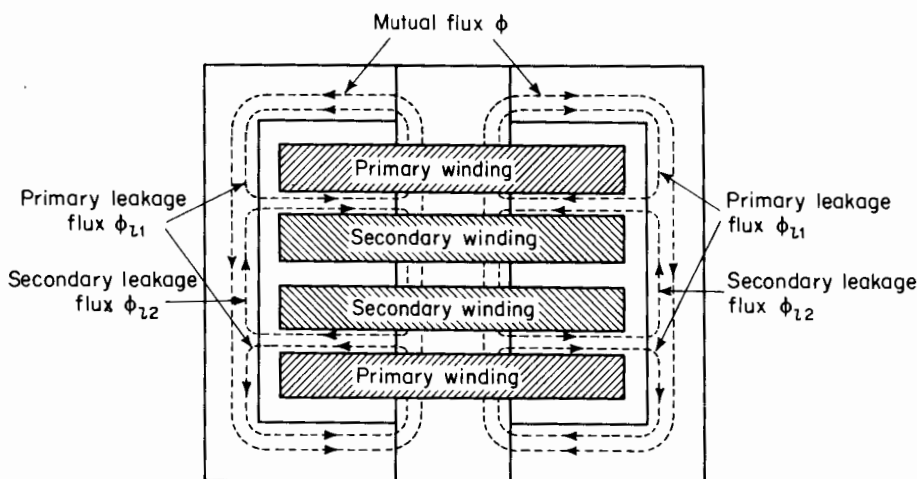 Mutual flux ϕ
Primary winding
Primary leakage
flux ϕl1
Primary leakage
flux ϕl1
Secondary winding
Secondary leakage
flux ϕl2
Secondary leakage
flux ϕl2
Secondary winding
Primary winding